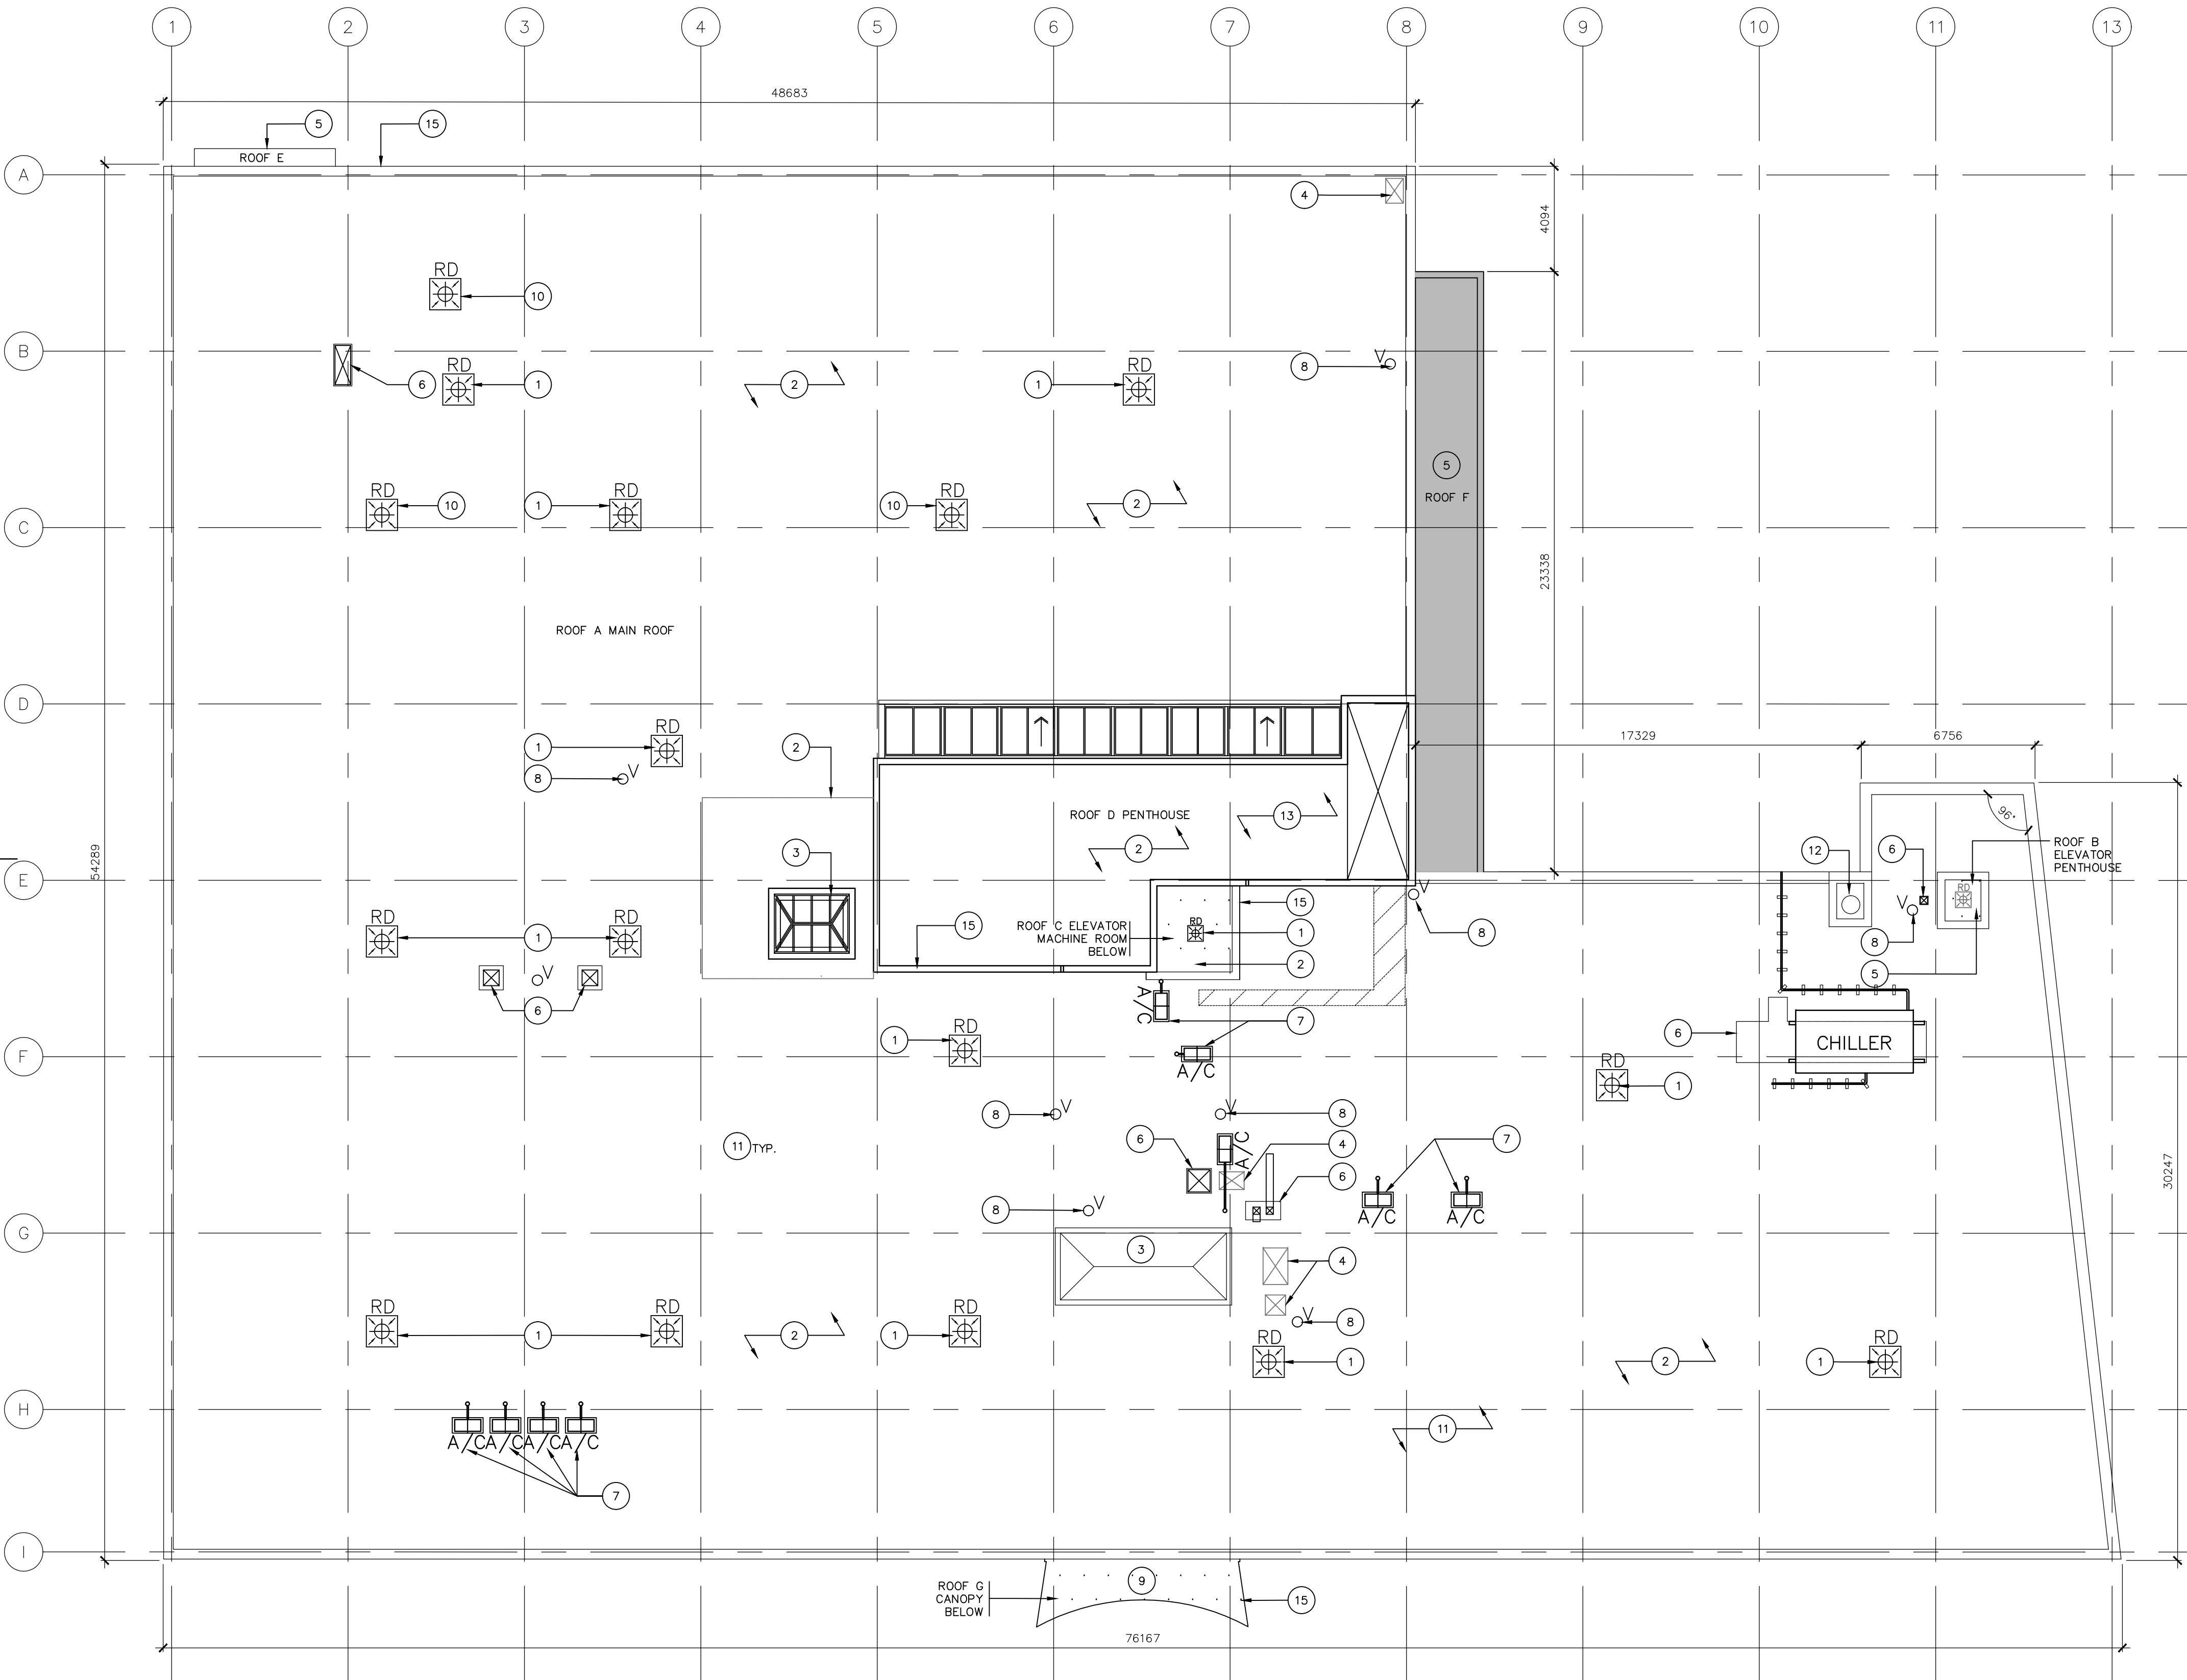 1 2 3 4 5 6 7 8 9 10 11 13
48683
5 15
ROOF E
A
4
4094
RD
10
B
RD
6 1 2 1
RD
8 V
5
ROOF F
RD RD RD
10 1 10 2
C
23338
ROOF A MAIN ROOF
D
RD
1 2
8 V
17329 6756
ROOF D PENTHOUSE
13
2
3
54289
96°
12 6
ROOF B
ELEVATOR
PENTHOUSE
E
RD
V
V
8
5
RD RD
1
15
ROOF C ELEVATOR
MACHINE ROOM
BELOW
RD
15
1
2
8
V
6
A/C
7
A/C
RD
1
F
6
CHILLER
RD
1
8 V
V 8
11 TYP.
6
A/C
4
6
7
A/C A/C
8 V
G
3
4
V 8
30247
RD RD RD RD RD
1 2 1 1 2 1
H
A/C A/C A/C A/C
7
11
I
ROOF G
CANOPY
BELOW
9
15
76167